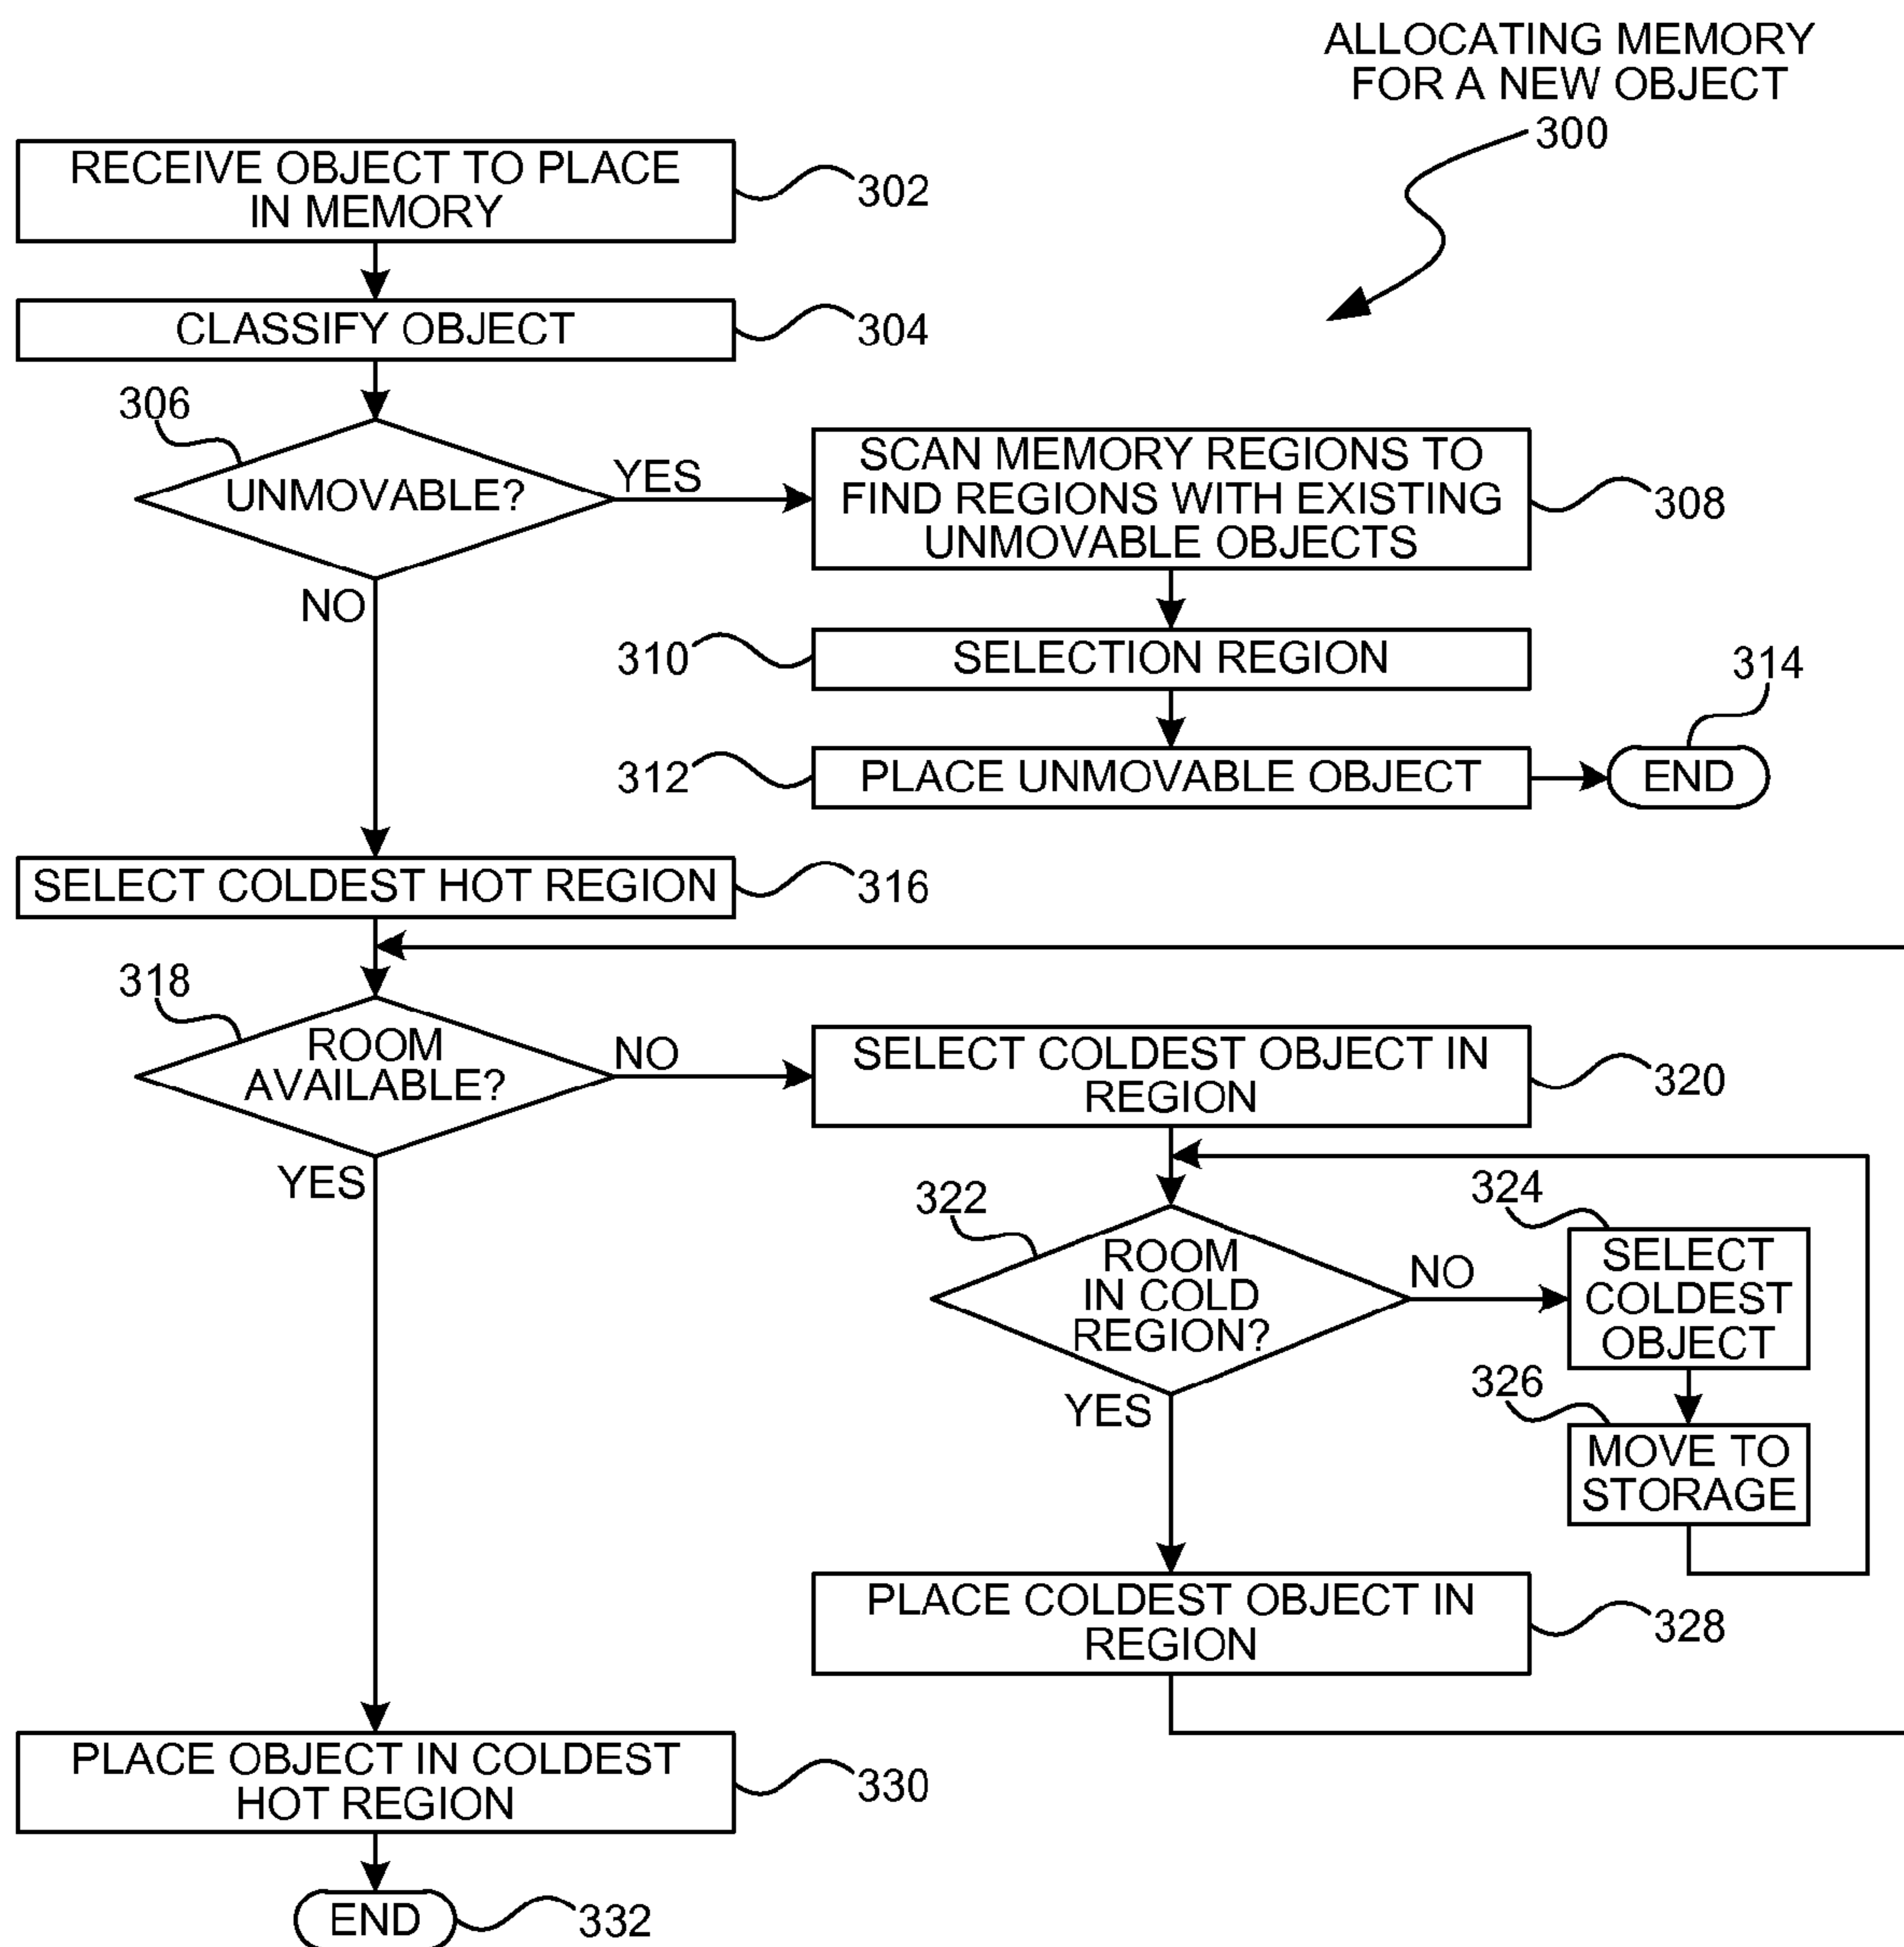 ALLOCATING MEMORY
FOR A NEW OBJECT
300
RECEIVE OBJECT TO PLACE
IN MEMORY
302
CLASSIFY OBJECT
304
306
UNMOVABLE?
YES
NO
SCAN MEMORY REGIONS TO
FIND REGIONS WITH EXISTING
UNMOVABLE OBJECTS
308
310
SELECTION REGION
312
PLACE UNMOVABLE OBJECT
314
END
SELECT COLDEST HOT REGION
316
318
ROOM
AVAILABLE?
NO
YES
SELECT COLDEST OBJECT IN
REGION
320
322
ROOM
IN COLD
REGION?
NO
YES
324
SELECT
COLDEST
OBJECT
326
MOVE TO
STORAGE
PLACE COLDEST OBJECT IN
REGION
328
PLACE OBJECT IN COLDEST
HOT REGION
330
END
332